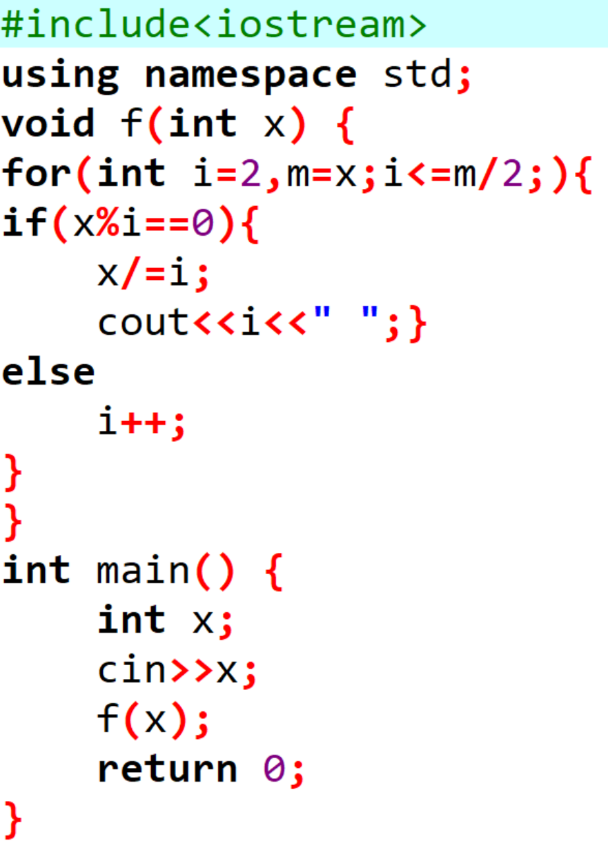 #include<iostream>
using namespace std;
void f(int x) {
for(int i=2,m=x;i<=m/2;){
if(x%i==0){
     x/=i;
     cout<<i<<" ";}
else
     i++;
}
}
int main() {
     int x;
     cin>>x;
     f(x);
     return 0;
}